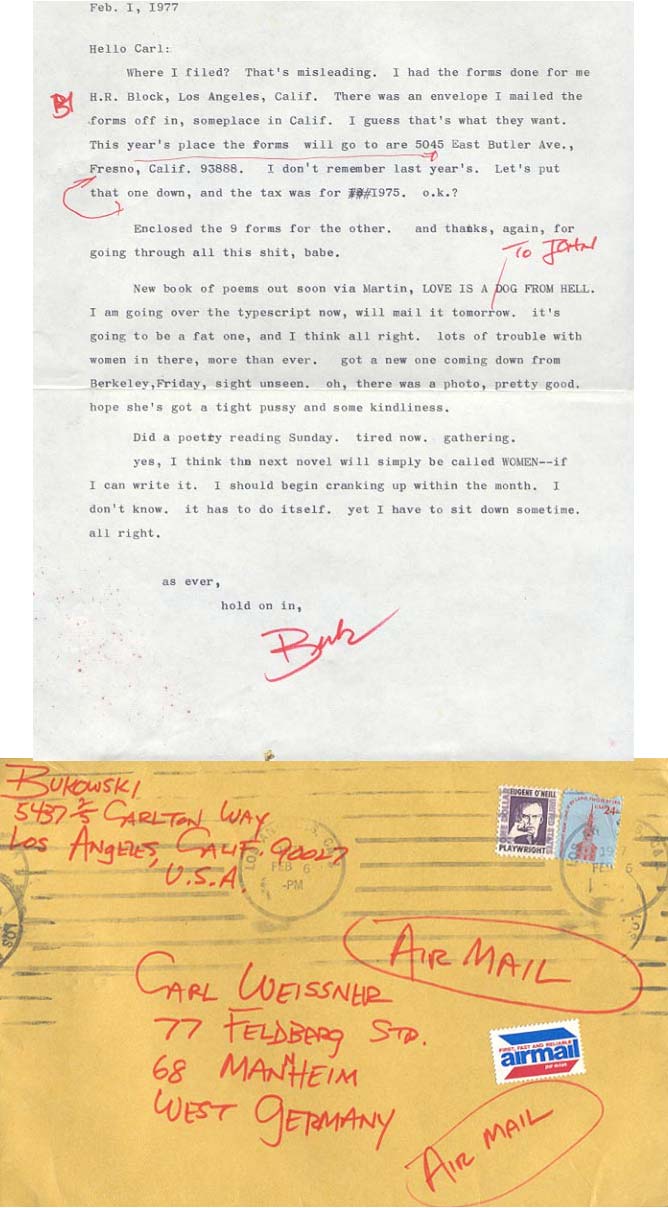 Feb. 1, 1977
Hello Carl:
Where I filed? That's misleading. I had the forms done for me
BY
H.R. Block, Los Angeles, Calif. There was an envelope I mailed the
forms off in, someplace in Calif. I guess that's what they want.
This year's place the forms will go to are 5045 East Butler Ave.,
Fresno, Calif. 93888. I don't remember last year's. Let's put
that one down, and the tax was for 1975. o.k.?
Enclosed the 9 forms for the other. and thanks, again, for
going through all this shit, babe.
TO JOHN
New book of poems out soon via Martin, LOVE IS A DOG FROM HELL.
I am going over the typescript now, will mail it tomorrow. it's
going to be a fat one, and I think all right. lots of trouble with
women in there, more than ever. got a new one coming down from
Berkeley,Friday, sight unseen. oh, there was a photo, pretty good.
hope she's got a tight pussy and some kindliness.
Did a poetry reading Sunday. tired now. gathering.
yes, I think the next novel will simply be called WOMEN--if
I can write it. I should begin cranking up within the month. I
don't know. it has to do itself. yet I have to sit down sometime.
all right.
as ever,
hold on in,
Buk
BUKOWSKI
5437 2/5 CARLTON WAY
LOS ANGELES, CALIF. 90027
U.S.A.
FEB 6
-PM
EUGENE O'NEILL
PLAYWRIGHT
24c
FEB 6
AIR MAIL
CARL WEISSNER
77 FELDBERG STD.
68 MANNHEIM
WEST GERMANY
FIRST, FAST AND RELIABLE
airmail
par avion
AIR MAIL